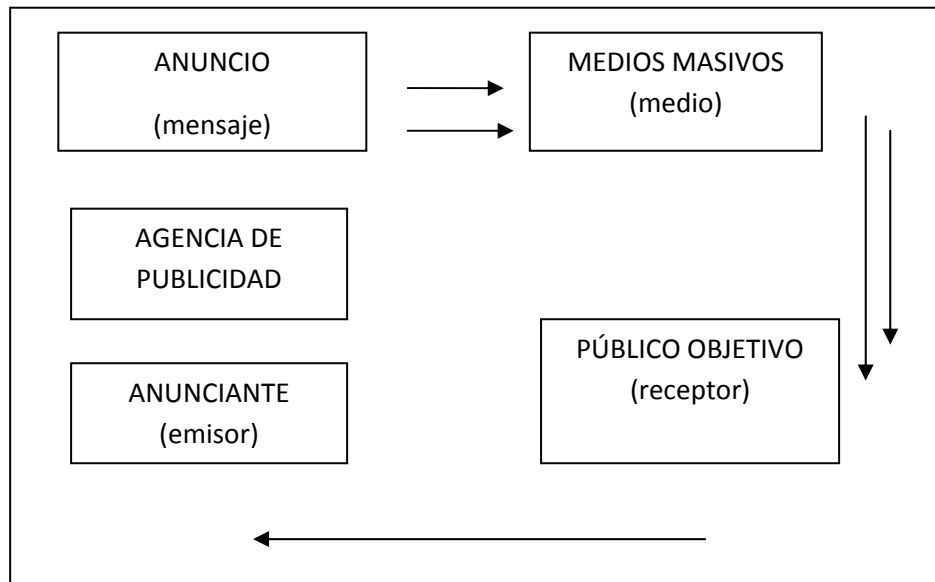 ANUNCIO
(mensaje)
MEDIOS MASIVOS
(medio)
AGENCIA DE
PUBLICIDAD
PÚBLICO OBJETIVO
(receptor)
ANUNCIANTE
(emisor)